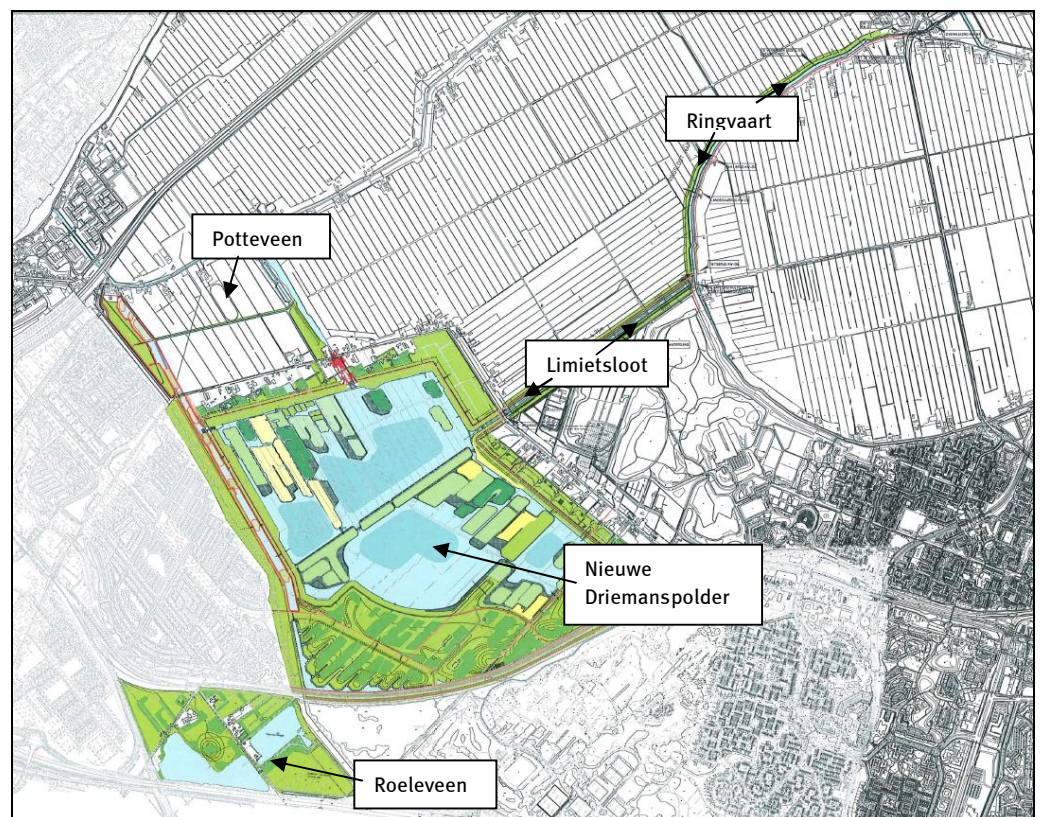 Ringvaart
Potteveen
Limietsloot
Nieuwe
Driemanspolder
Roeleveen